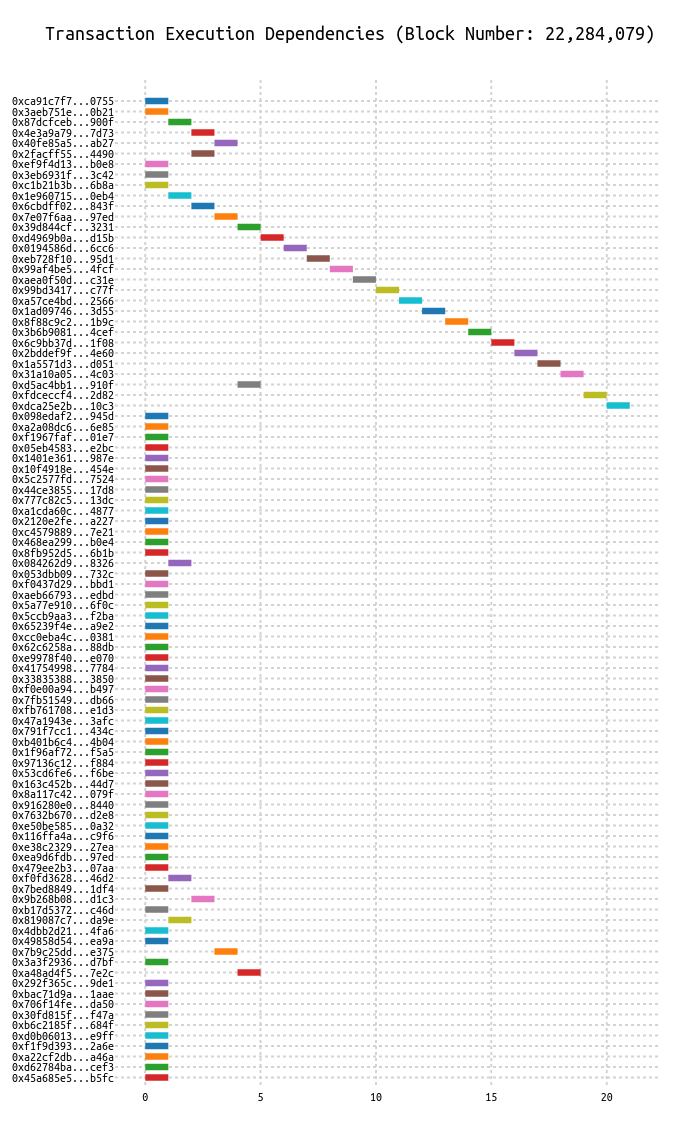 Transaction Execution Dependencies (Block Number: 22,284,079)
0xca91c7f7...0755
0x3aeb751e...0b21
0x87dcfceb...900f
0x4e3a9a79...7d73
0x40fe85a5...ab27
0x2facff55...4490
0xef9f4d13...b0e8
0x3eb6931f...3c42
0xc1b21b3b...6b8a
0x1e960715...0eb4
0x6cbdff02...843f
0x7e07f6aa...97ed
0x39d844cf...3231
0xd4969b0a...d15b
0x0194586d...6cc6
0xeb728f10...95d1
0x99af4be5...4fcf
0xaea0f50d...c31e
0x99bd3417...c77f
0xa57ce4bd...2566
0x1ad09746...3d55
0x8f88c9c2...1b9c
0x3b6b9081...4cef
0x6c9bb37d...1f08
0x2bddef9f...4e60
0x1a5571d3...d051
0x31a10a05...4c03
0xd5ac4bb1...910f
0xfdceccf4...2d82
0xdca25e2b...10c3
0x098edaf2...945d
0xa2a08dc6...6e85
0xf1967faf...01e7
0x05eb4583...e2bc
0x1401e361...987e
0x10f4918e...454e
0x5c2577fd...7524
0x44ce3855...17d8
0x777c82c5...13dc
0xa1cda60c...4877
0x2120e2fe...a227
0xc4579889...7e21
0x468ea299...b0e4
0x8fb952d5...6b1b
0x084262d9...8326
0x053dbb09...732c
0xf0437d29...bbd1
0xaeb66793...edbd
0x5a77e910...6f0c
0x5ccb9aa3...f2ba
0x65239f4e...a9e2
0xcc0eba4c...0381
0x62c6258a...88db
0xe9978f40...e070
0x41754998...7784
0x33835388...3850
0xf0e00a94...b497
0x7fb51549...db66
0xfb761708...e1d3
0x47a1943e...3afc
0x791f7cc1...434c
0xb401b6c4...4b04
0x1f96af72...f5a5
0x97136c12...f884
0x53cd6fe6...f6be
0x163c452b...44d7
0x8a117c42...079f
0x916280e0...8440
0x7632b670...d2e8
0xe50be585...0a32
0x116ffa4a...c9f6
0xe38c2329...27ea
0xea9d6fdb...97ed
0x479ee2b3...07aa
0xf0fd3628...46d2
0x7bed8849...1df4
0x9b268b08...d1c3
0xb17d5372...c46d
0x819087c7...da9e
0x4dbb2d21...4fa6
0x49858d54...ea9a
0x7b9c25dd...e375
0x3a3f2936...d7bf
0xa48ad4f5...7e2c
0x292f365c...9de1
0xbac71d9a...1aae
0x706f14fe...da50
0x30fd815f...f47a
0xb6c2185f...684f
0xd0b06013...e9ff
0xf1f9d393...2a6e
0xa22cf2db...a46a
0xd62784ba...cef3
0x45a685e5...b5fc
0 5 10 15 20